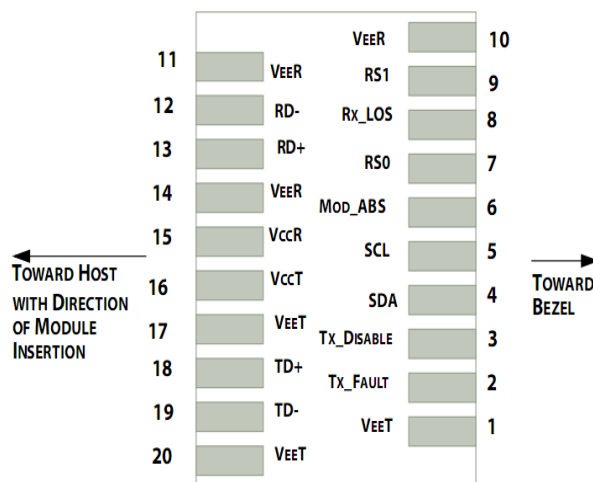 11
VEER
12
RD-
13
RD+
14
VEER
15
VCCR
16
VCCT
17
VEET
18
TD+
19
TD-
20
VEET
VEER
10
RS1
9
RX_LOS
8
RS0
7
MOD_ABS
6
SCL
5
SDA
4
TX_DISABLE
3
TX_FAULT
2
VEET
1
TOWARD HOST
WITH DIRECTION
OF MODULE
INSERTION
TOWARD
BEZEL